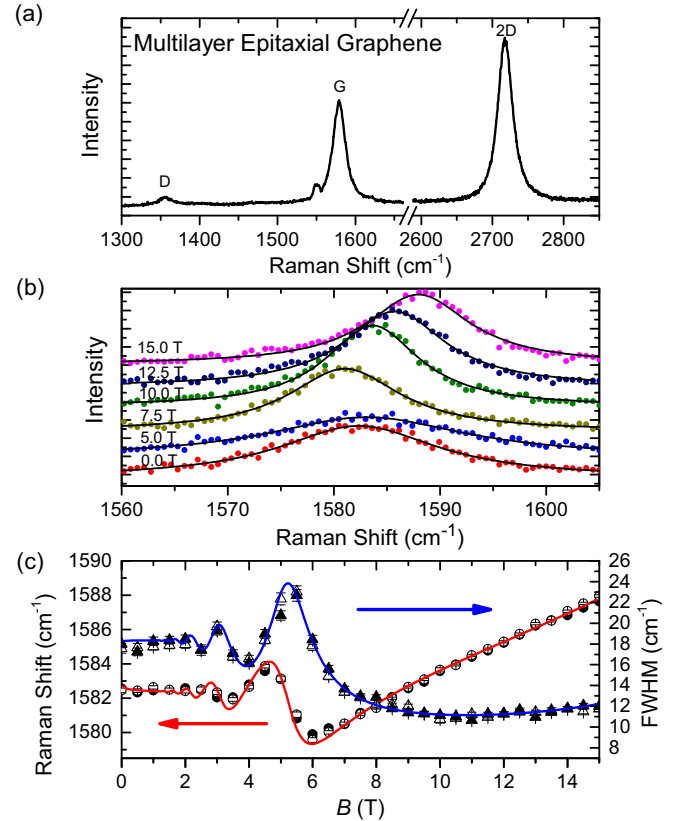 (a)
Multilayer Epitaxial Graphene
2D
G
D
Intensity
1300 1400 1500 1600 2700 2800
Raman Shift (cm⁻¹)
(b)
15.0 T
12.5 T
10.0 T
7.5 T
5.0 T
0.0 T
Intensity
1560 1570 1580 1590 1600
Raman Shift (cm⁻¹)
(c)
1590
1588
1586
1584
1582
1580
Raman Shift (cm⁻¹)
26
24
22
20
18
16
14
12
10
8
FWHM (cm⁻¹)
0 2 4 6 8 10 12 14
B (T)